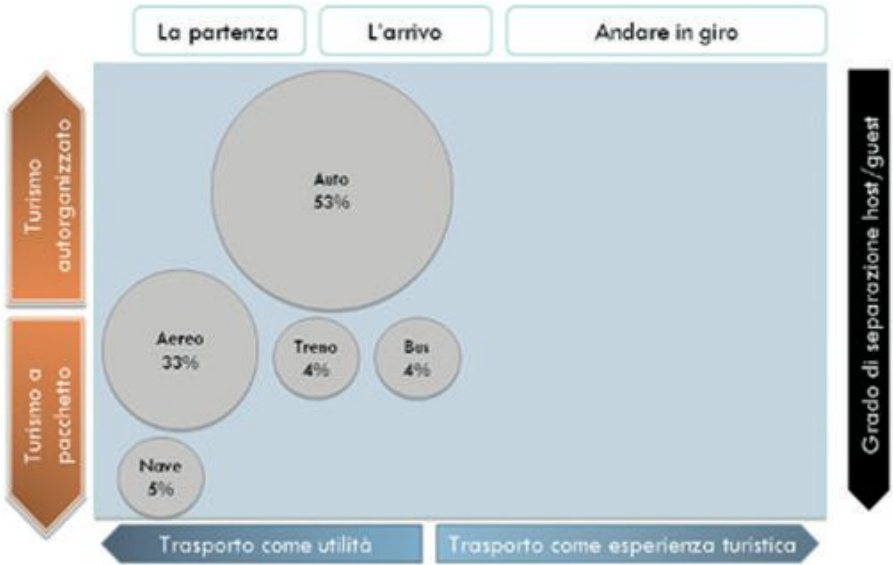 La partenza
L'arrivo
Andare in giro
Turismo
autorganizzato
Turismo a
pacchetto
Auto
53%
Aereo
33%
Treno
4%
Bus
4%
Nave
5%
Grado di separazione host/guest
Trasporto come utilità
Trasporto come esperienza turistica